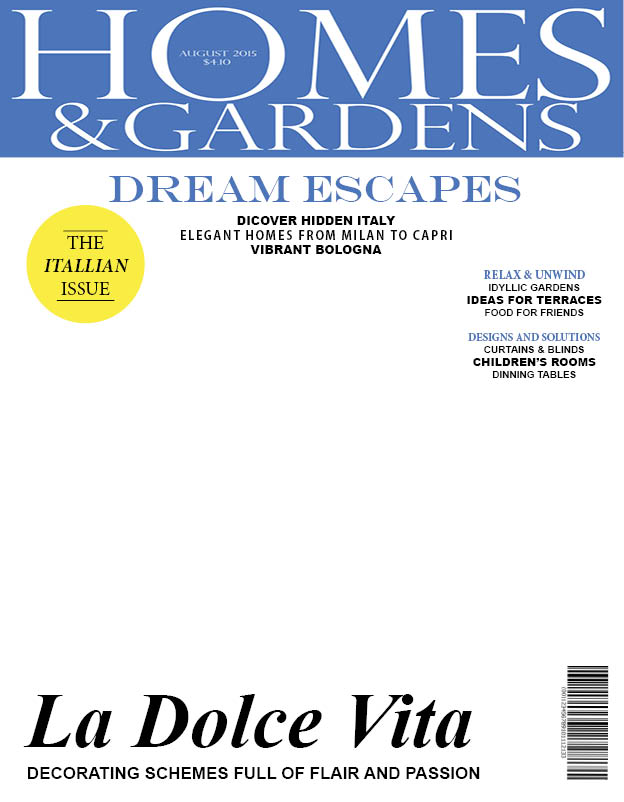 HOMES
AUGUST 2015
$4.10
&GARDENS
DREAM ESCAPES
DICOVER HIDDEN ITALY
ELEGANT HOMES FROM MILAN TO CAPRI
VIBRANT BOLOGNA
THE
ITALLIAN
ISSUE
RELAX & UNWIND
IDYLLIC GARDENS
IDEAS FOR TERRACES
FOOD FOR FRIENDS
DESIGNS AND SOLUTIONS
CURTAINS & BLINDS
CHILDREN'S ROOMS
DINNING TABLES
La Dolce Vita
DECORATING SCHEMES FULL OF FLAIR AND PASSION